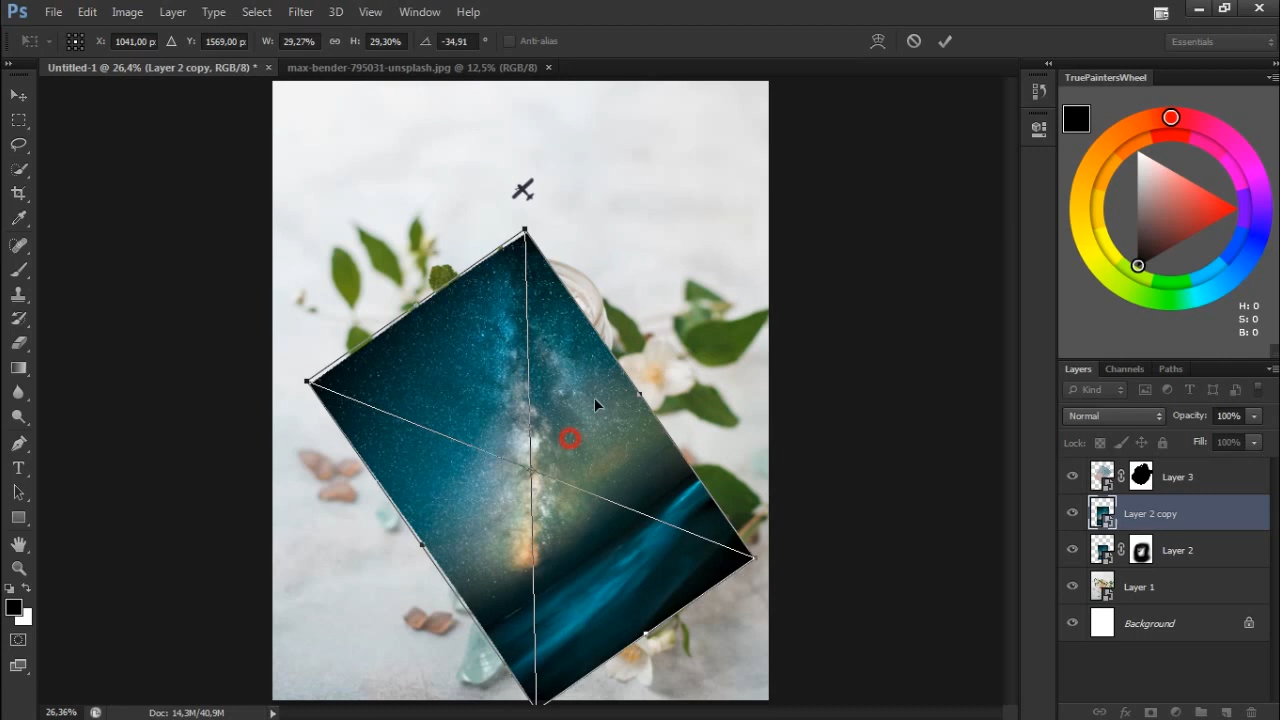 Ps File Edit Image Layer Type Select Filter 3D View Window Help
X: 1041,00 p: Y: 1569,00 p: W: 29,27% H: 29,30% -34,91 ° Anti-alias Essentials
Untitled-1 @ 26,4% (Layer 2 copy, RGB/8) * × max-bender-795031-unsplash.jpg @ 12,5% (RGB/8) ×
TruePaintersWheel
H: 0
S: 0
B: 0
Layers Channels Paths
Kind
Normal Opacity: 100%
Lock: Fill: 100%
Layer 3
Layer 2 copy
Layer 2
Layer 1
Background
26,36% Doc: 14,3M/40,9M